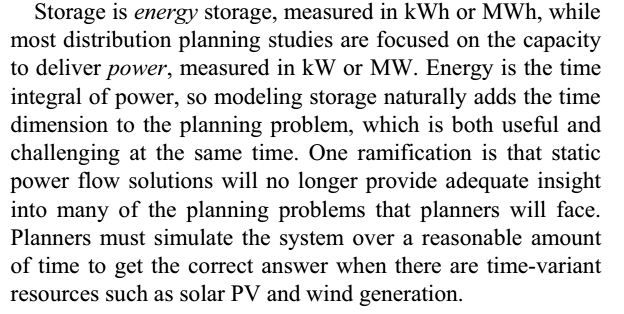 Storage is energy storage, measured in kWh or MWh, while
most distribution planning studies are focused on the capacity
to deliver power, measured in kW or MW. Energy is the time
integral of power, so modeling storage naturally adds the time
dimension to the planning problem, which is both useful and
challenging at the same time. One ramification is that static
power flow solutions will no longer provide adequate insight
into many of the planning problems that planners will face.
Planners must simulate the system over a reasonable amount
of time to get the correct answer when there are time-variant
resources such as solar PV and wind generation.